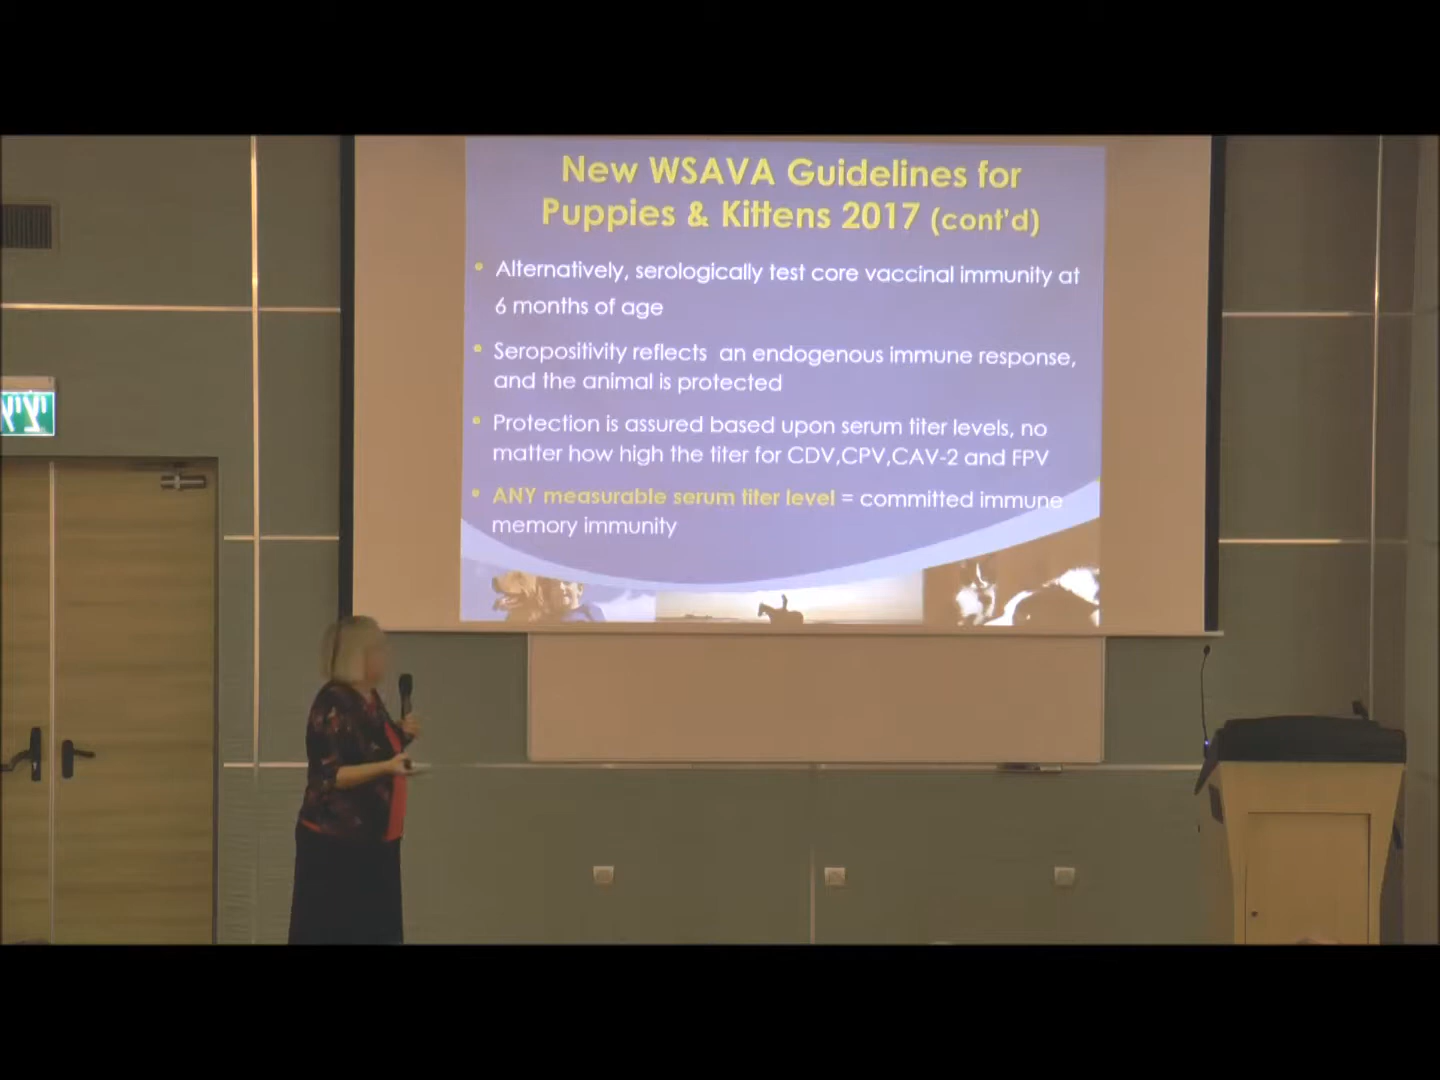 New WSAVA Guidelines for
Puppies & Kittens 2017 (cont'd)
• Alternatively, serologically test core vaccinal immunity at
6 months of age
• Seropositivity reflects an endogenous immune response,
and the animal is protected
• Protection is assured based upon serum titer levels, no
matter how high the titer for CDV,CPV,CAV-2 and FPV
• ANY measurable serum titer level = committed immune
memory immunity